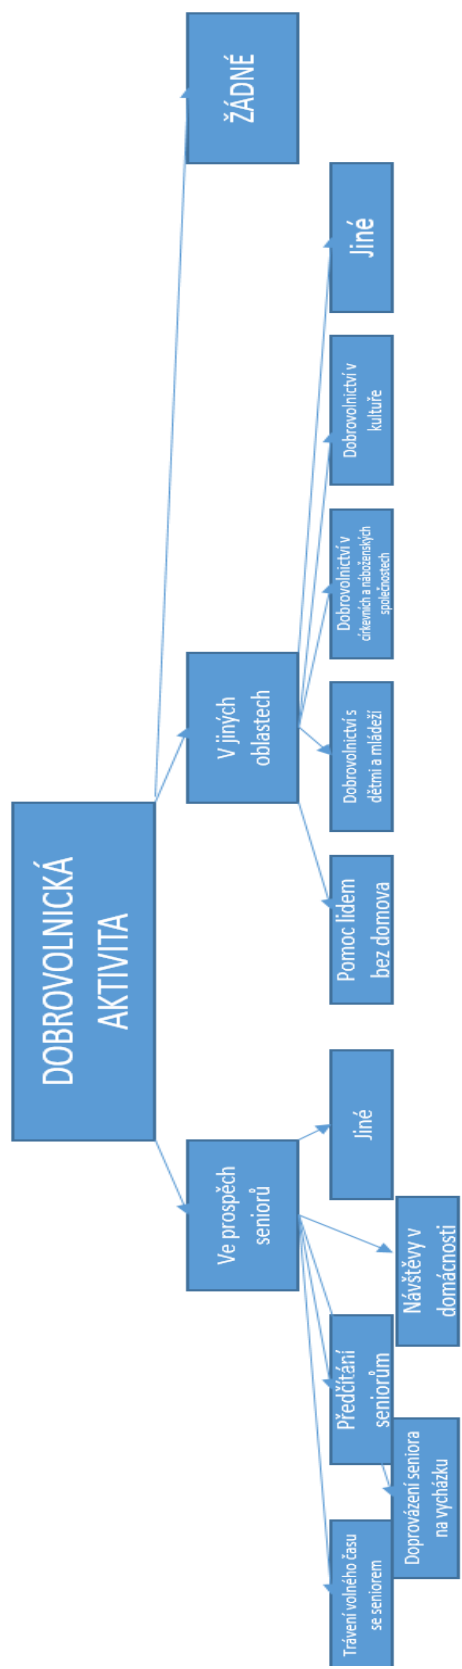 DOBROVOLNICKÁ
AKTIVITA
Ve prospěch
seniorů
V jiných
oblastech
ŽÁDNÉ
Trávení volného času
se seniorem
Doprovázení seniora
na vycházku
Předčítání
seniorům
Návštěvy v
domácnosti
Jiné
Pomoc lidem
bez domova
Dobrovolnictví s
dětmi a mládeží
Dobrovolnictví v
církevních a náboženských
společnostech
Dobrovolnictví v
kultuře
Jiné